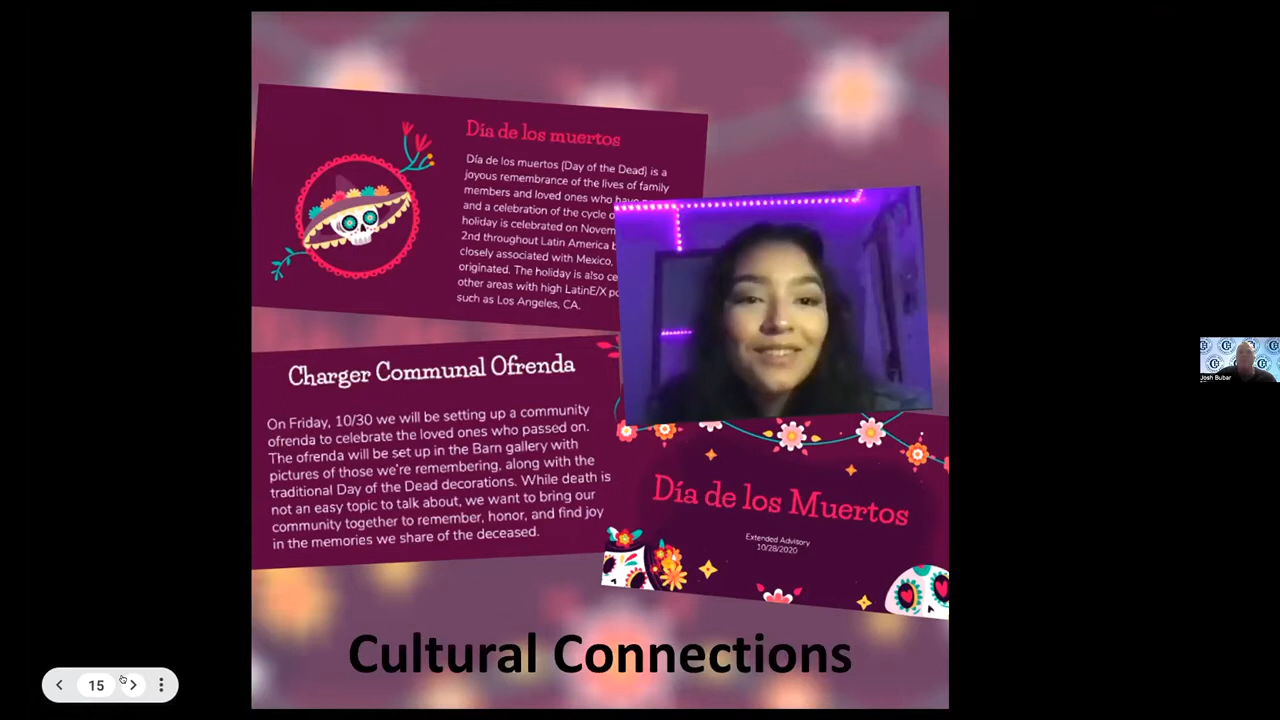 Día de los muertos
Día de los muertos (Day of the Dead) is a
joyous remembrance of the lives of family
members and loved ones who have
and a celebration of the cycle
holiday is celebrated on
2nd throughout Latin America
closely associated with Mexico,
originated. The holiday is also
other areas with high LatinE/X
such as Los Angeles, CA.
Charger Communal Ofrenda
On Friday, 10/30 we will be setting up a community
ofrenda to celebrate the loved ones who passed on.
The ofrenda will be set up in the Barn gallery with
pictures of those we're remembering, along with the
traditional Day of the Dead decorations. While death is
not an easy topic to talk about, we want to bring our
community together to remember, honor, and find joy
in the memories we share of the deceased.
Día de los Muertos
Extended Advisory
10/28/2020
Cultural Connections
15
Josh Bubar